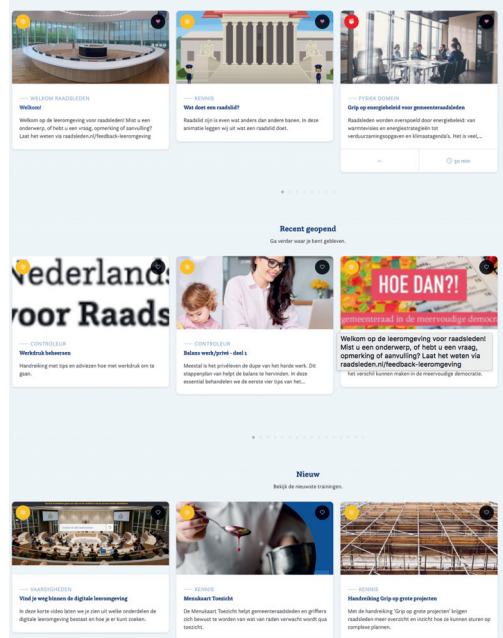 WELKOM RAADSLEDEN
Welkom!
Welkom op de leeromgeving voor raadsleden! Mist u een
onderwerp, of hebt u een vraag, opmerking of aanvulling?
Laat het weten via raadsleden.nl/feedback-leeromgeving
KENNIS
Wat doet een raadslid?
Raadslid zijn is even wat anders dan andere banen. In deze
animatie leggen wij uit wat een raadslid doet.
FYSIEK DOMEIN
Grip op energiebeleid voor gemeenteraadsleden
Raadsleden worden overspoeld door energiebeleid: van
warmtevisies en energiestrategieën tot
verduurzamingsopgaven en klimaatagenda's. Het is veel,...
30 min
Recent geopend
Ga verder waar je bent gebleven.
Nederlands
voor Raads
CONTROLEUR
Werkdruk beheersen
Handreiking met tips en adviezen hoe met werkdruk om te
gaan.
CONTROLEUR
Balans werk/privé - deel 1
Meestal is het privéleven de dupe van het harde werk. Dit
stappenplan van helpt de balans te hervinden. In deze
essential behandelen we de eerste vier tips van het...
HOE DAN?!
gemeenteraad in de meervoudige democra
Welkom op de leeromgeving voor raadsleden!
Mist u een onderwerp, of hebt u een vraag,
opmerking of aanvulling? Laat het weten via
raadsleden.nl/feedback-leeromgeving
het verschil kunnen maken in de meervoudige democratie.
Nieuw
Bekijk de nieuwste trainingen.
VAARDIGHEDEN
Vind je weg binnen de digitale leeromgeving
In deze korte video laten we je zien uit welke onderdelen de
digitale leeromgeving bestaat en hoe je er kunt zoeken.
KENNIS
Menukaart Toezicht
De Menukaart Toezicht helpt gemeenteraadsleden en griffiers
zich bewust te worden van wat van raden verwacht wordt qua
toezicht.
KENNIS
Handreiking Grip op grote projecten
Met de handreiking 'Grip op grote projecten' krijgen
raadsleden meer overzicht en inzicht hoe ze kunnen sturen op
complexe plannen.